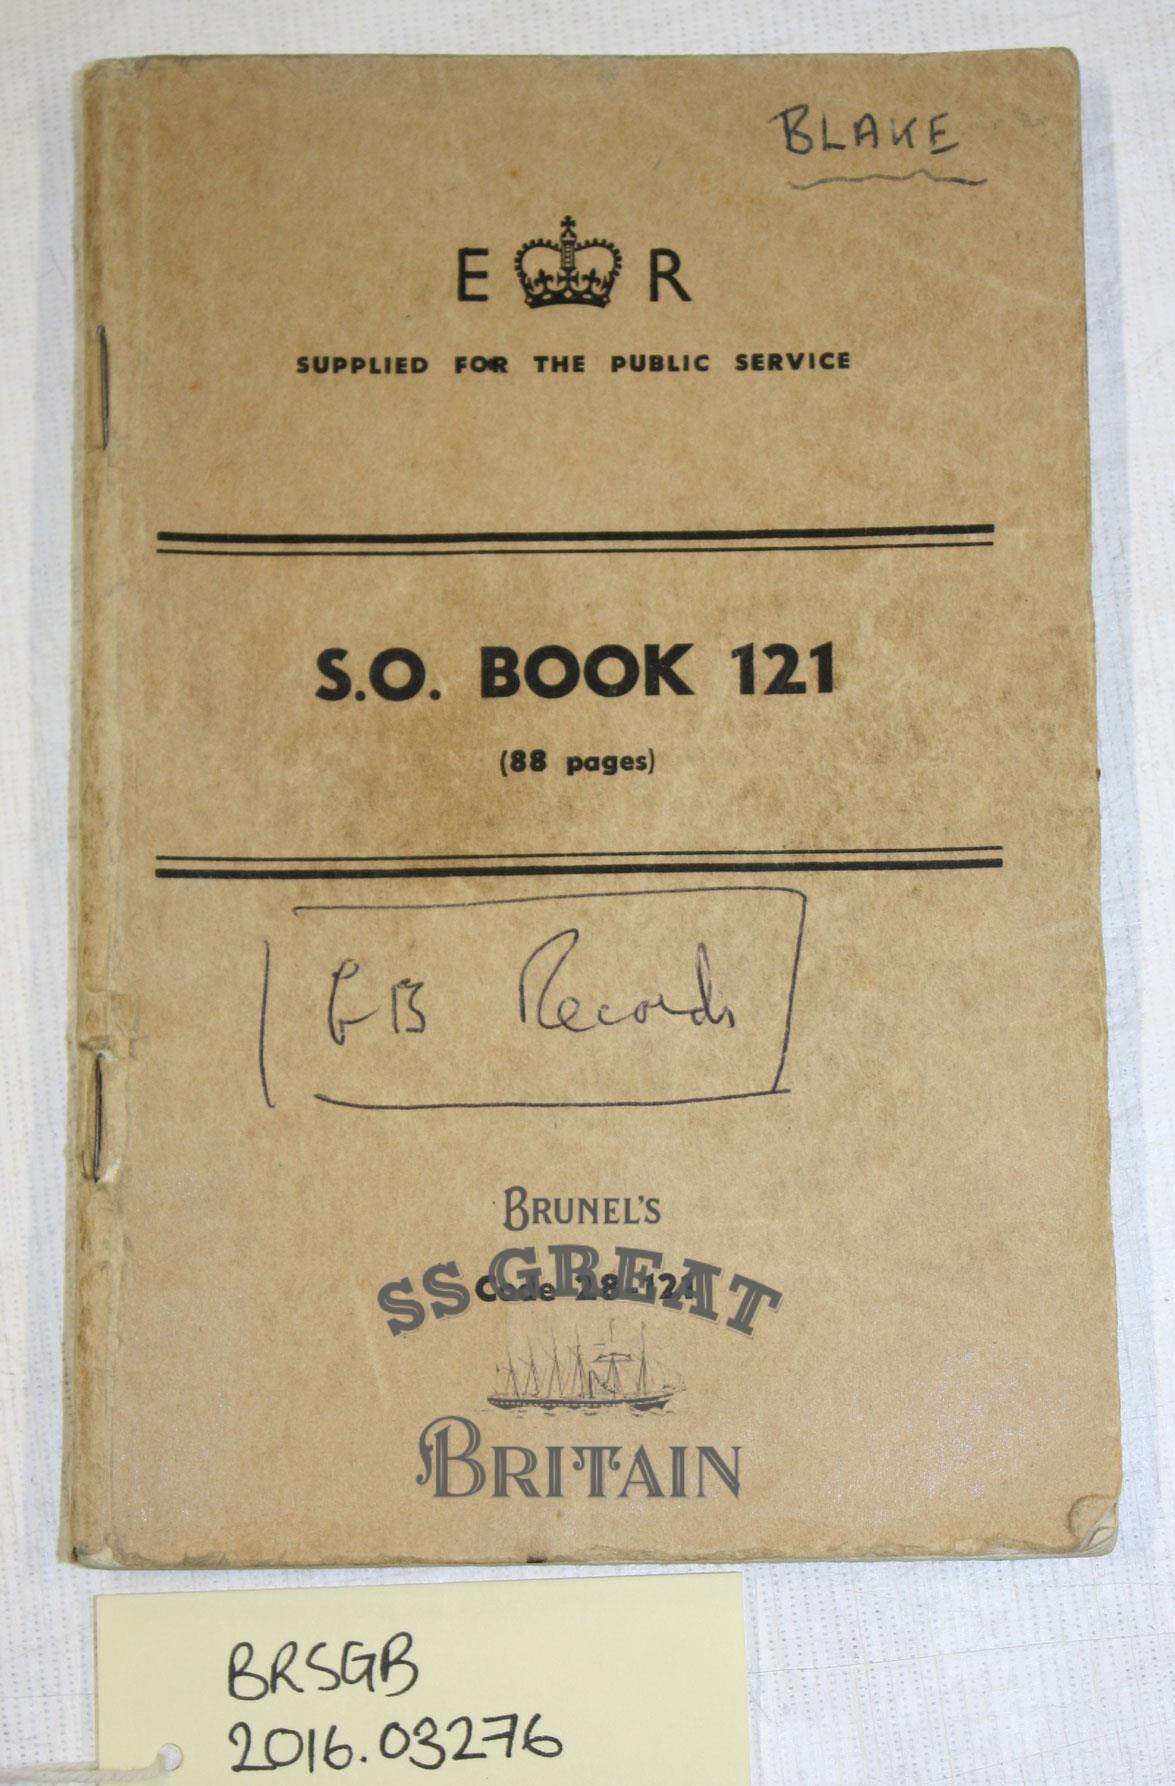 BLAKE
E R
SUPPLIED FOR THE PUBLIC SERVICE
S.O. BOOK 121
(88 pages)
GB Records
BRUNEL'S
SS GREAT
Code 28-121
BRITAIN
BRSGB
2016.03276